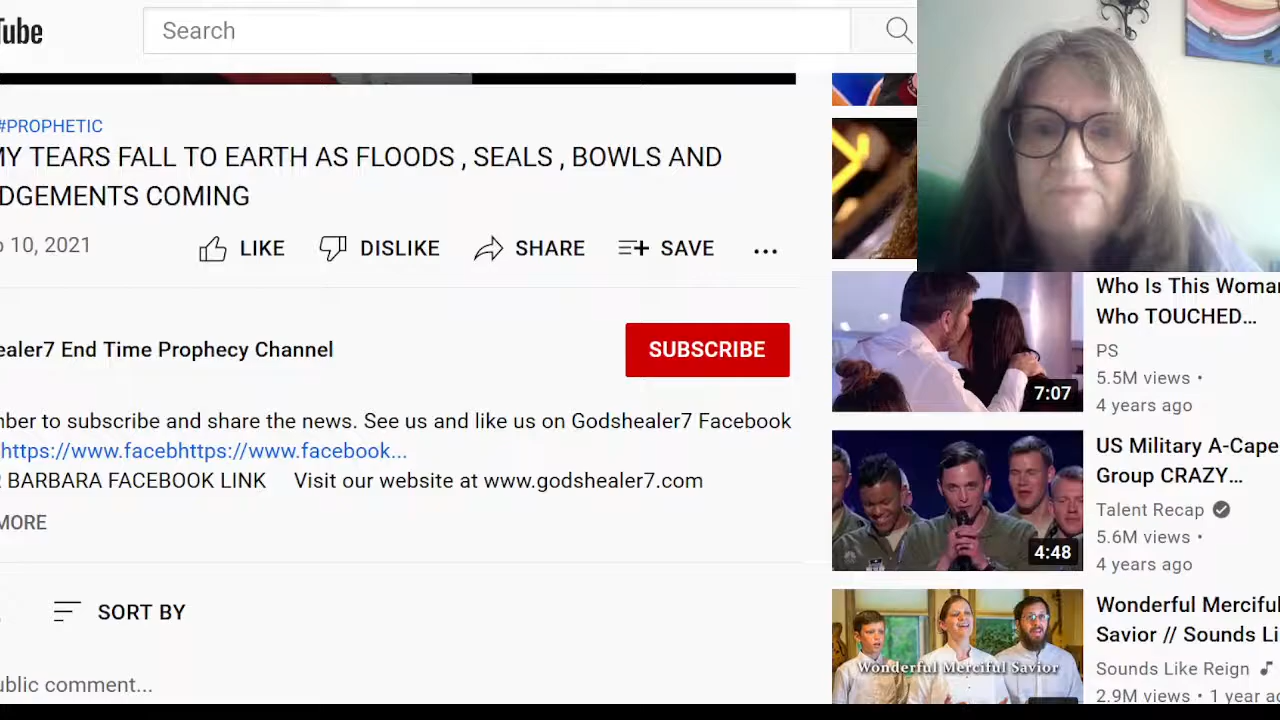 Tube
Search
#PROPHETIC
MY TEARS FALL TO EARTH AS FLOODS , SEALS , BOWLS AND
DGEMENTS COMING
10, 2021
LIKE
DISLIKE
SHARE
SAVE
...
ealer7 End Time Prophecy Channel
SUBSCRIBE
ber to subscribe and share the news. See us and like us on Godshealer7 Facebook
https://www.facebhttps://www.facebook...
BARBARA FACEBOOK LINK Visit our website at www.godshealer7.com
MORE
SORT BY
ublic comment...
7:07
Who Is This Woma
Who TOUCHED...
PS
5.5M views •
4 years ago
4:48
US Military A-Cape
Group CRAZY...
Talent Recap
5.6M views •
4 years ago
Wonderful Merciful Savior
Wonderful Merciful
Savior // Sounds Li
Sounds Like Reign
2.9M views • 1 year ag